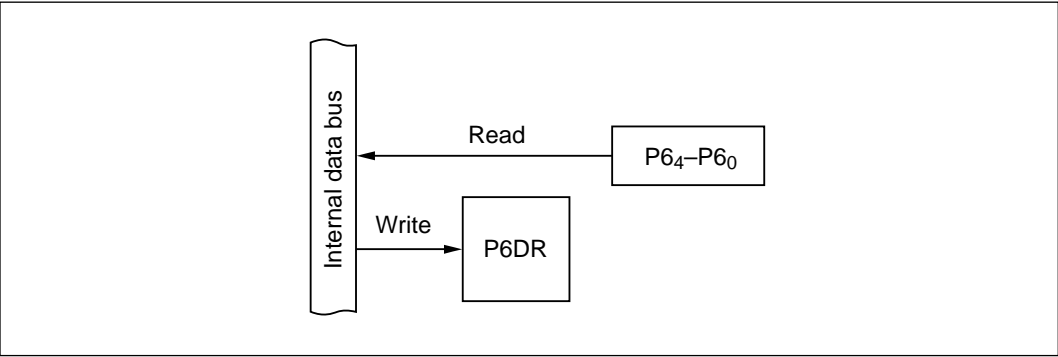 Internal data bus
Read
P6₄–P6₀
Write
P6DR